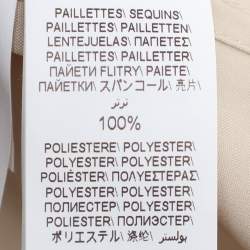 PAILLETTES\ SEQUINS\
PAILLETTES\ PAILLETTEN\
LENTEJUELAS\ ΠΑΓΙΕΤΕΣ\
PAILLETTER\ PAILLETTER\
ПАЙЕТИ\ FLITRY\ PAIETE\
ПАЙЕТКИ\ スパンコール\ 亮片\
ترتر
100%
POLIESTERE\ POLYESTER\
POLYESTER\ POLYESTER\
POLIÉSTER\ ΠΟΛΥΕΣΤΕΡΑΣ\
POLYESTER\ POLYESTER\
ПОЛИЕСТЕР\ POLYESTER\
POLIESTER\ ПОЛИЭСТЕР\
ポリエステル\ 涤纶\ بولستر